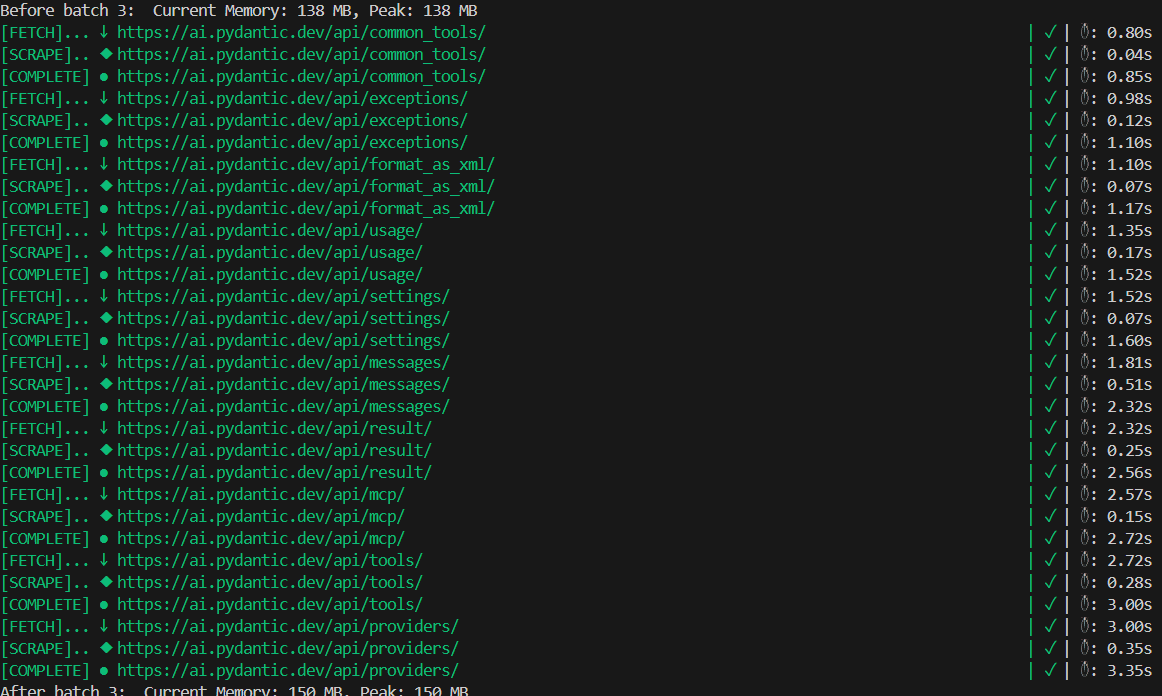 Before batch 3:  Current Memory: 138 MB, Peak: 138 MB
[FETCH]... ↓ https://ai.pydantic.dev/api/common_tools/ | ✓ | ⏱: 0.80s
[SCRAPE].. ◆ https://ai.pydantic.dev/api/common_tools/ | ✓ | ⏱: 0.04s
[COMPLETE] ● https://ai.pydantic.dev/api/common_tools/ | ✓ | ⏱: 0.85s
[FETCH]... ↓ https://ai.pydantic.dev/api/exceptions/ | ✓ | ⏱: 0.98s
[SCRAPE].. ◆ https://ai.pydantic.dev/api/exceptions/ | ✓ | ⏱: 0.12s
[COMPLETE] ● https://ai.pydantic.dev/api/exceptions/ | ✓ | ⏱: 1.10s
[FETCH]... ↓ https://ai.pydantic.dev/api/format_as_xml/ | ✓ | ⏱: 1.10s
[SCRAPE].. ◆ https://ai.pydantic.dev/api/format_as_xml/ | ✓ | ⏱: 0.07s
[COMPLETE] ● https://ai.pydantic.dev/api/format_as_xml/ | ✓ | ⏱: 1.17s
[FETCH]... ↓ https://ai.pydantic.dev/api/usage/ | ✓ | ⏱: 1.35s
[SCRAPE].. ◆ https://ai.pydantic.dev/api/usage/ | ✓ | ⏱: 0.17s
[COMPLETE] ● https://ai.pydantic.dev/api/usage/ | ✓ | ⏱: 1.52s
[FETCH]... ↓ https://ai.pydantic.dev/api/settings/ | ✓ | ⏱: 1.52s
[SCRAPE].. ◆ https://ai.pydantic.dev/api/settings/ | ✓ | ⏱: 0.07s
[COMPLETE] ● https://ai.pydantic.dev/api/settings/ | ✓ | ⏱: 1.60s
[FETCH]... ↓ https://ai.pydantic.dev/api/messages/ | ✓ | ⏱: 1.81s
[SCRAPE].. ◆ https://ai.pydantic.dev/api/messages/ | ✓ | ⏱: 0.51s
[COMPLETE] ● https://ai.pydantic.dev/api/messages/ | ✓ | ⏱: 2.32s
[FETCH]... ↓ https://ai.pydantic.dev/api/result/ | ✓ | ⏱: 2.32s
[SCRAPE].. ◆ https://ai.pydantic.dev/api/result/ | ✓ | ⏱: 0.25s
[COMPLETE] ● https://ai.pydantic.dev/api/result/ | ✓ | ⏱: 2.56s
[FETCH]... ↓ https://ai.pydantic.dev/api/mcp/ | ✓ | ⏱: 2.57s
[SCRAPE].. ◆ https://ai.pydantic.dev/api/mcp/ | ✓ | ⏱: 0.15s
[COMPLETE] ● https://ai.pydantic.dev/api/mcp/ | ✓ | ⏱: 2.72s
[FETCH]... ↓ https://ai.pydantic.dev/api/tools/ | ✓ | ⏱: 2.72s
[SCRAPE].. ◆ https://ai.pydantic.dev/api/tools/ | ✓ | ⏱: 0.28s
[COMPLETE] ● https://ai.pydantic.dev/api/tools/ | ✓ | ⏱: 3.00s
[FETCH]... ↓ https://ai.pydantic.dev/api/providers/ | ✓ | ⏱: 3.00s
[SCRAPE].. ◆ https://ai.pydantic.dev/api/providers/ | ✓ | ⏱: 0.35s
[COMPLETE] ● https://ai.pydantic.dev/api/providers/ | ✓ | ⏱: 3.35s
After batch 3:  Current Memory: 150 MB, Peak: 150 MB